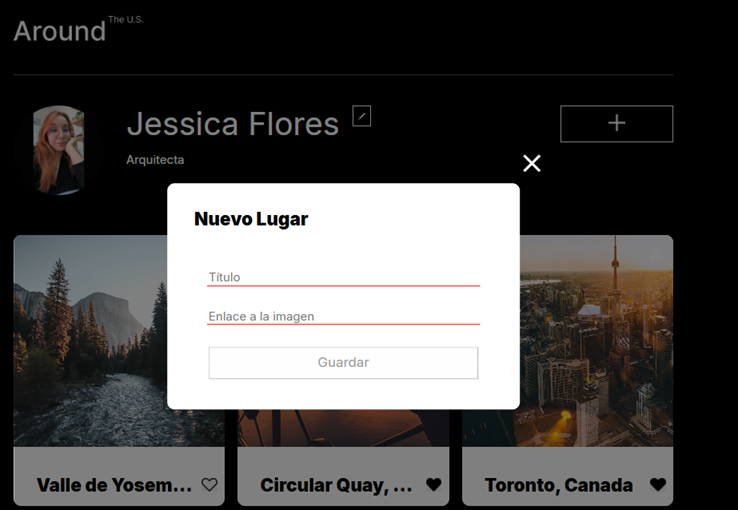 Around The U.S.
Jessica Flores
Arquitecta
Nuevo Lugar
Título
Enlace a la imagen
Guardar
Valle de Yosem...
Circular Quay, ...
Toronto, Canada